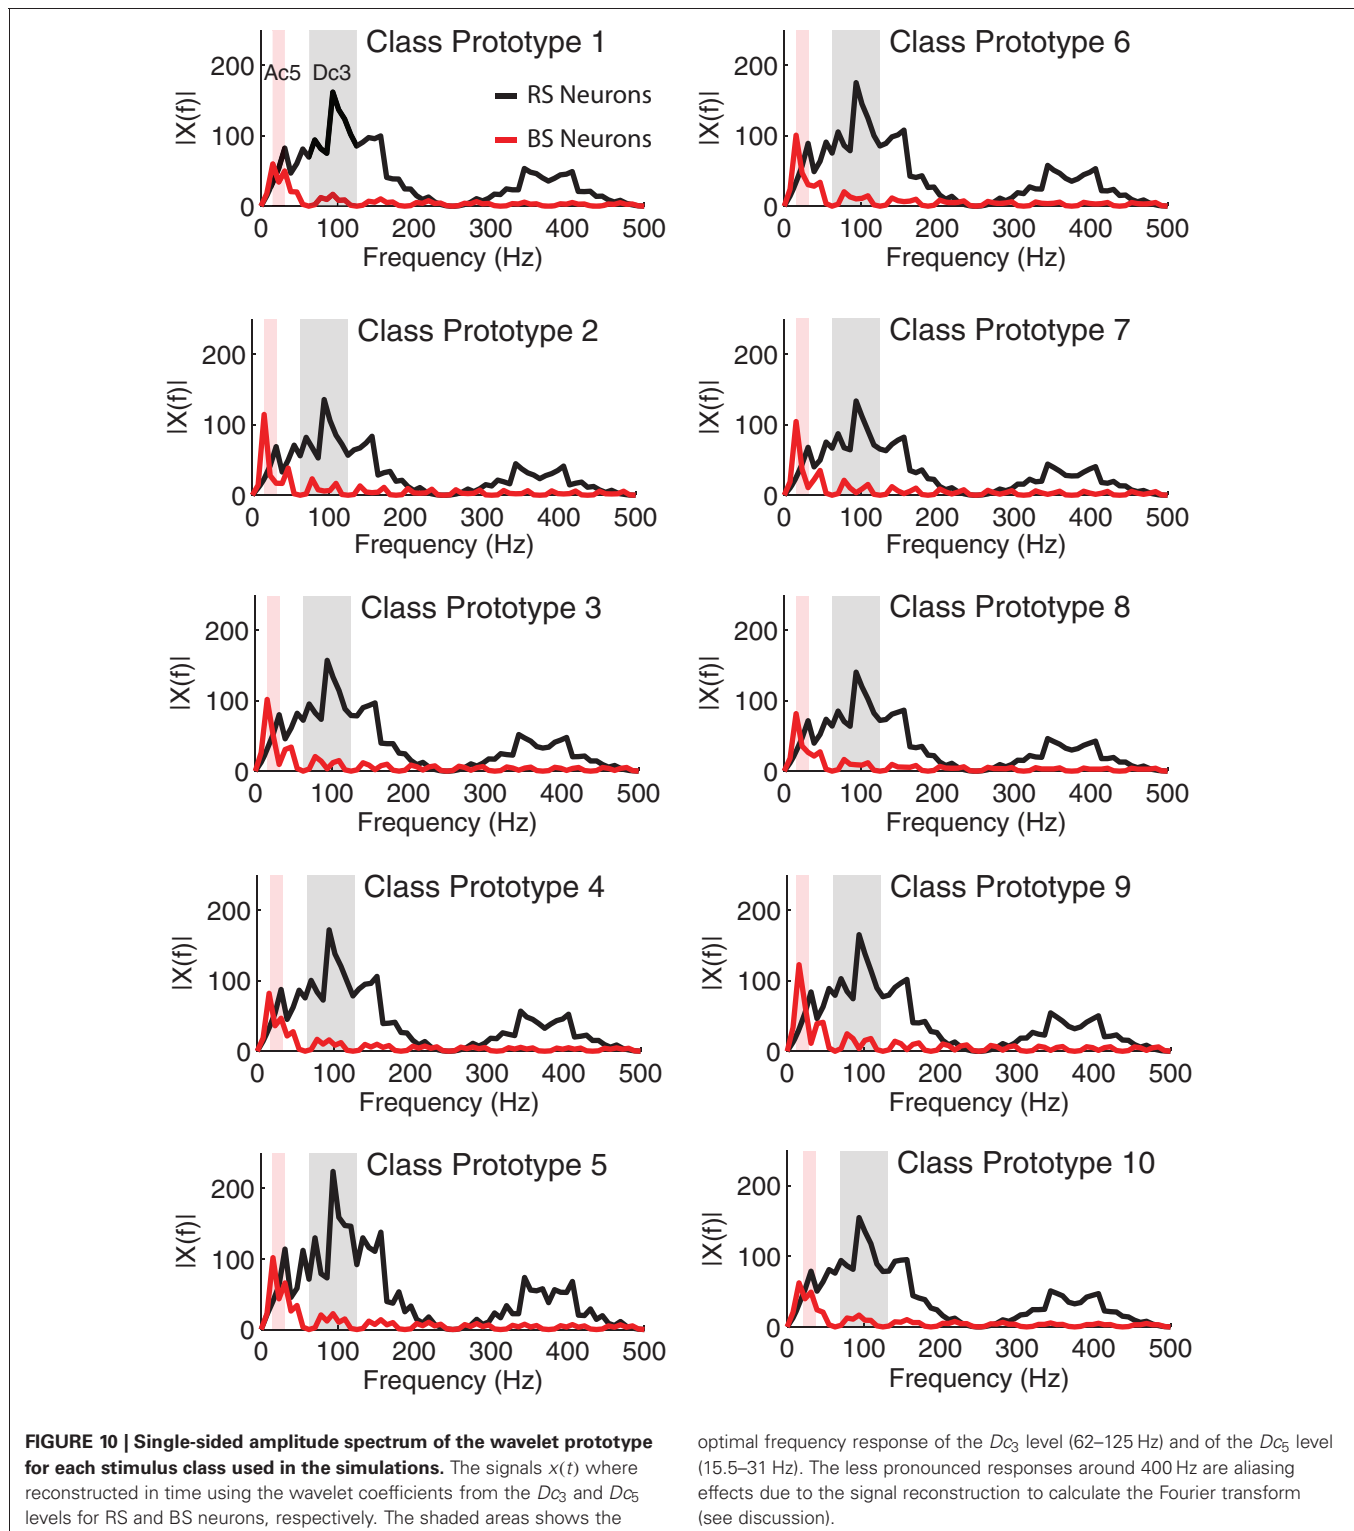 Class Prototype 1
200
100
0
|X(f)|
Ac5 Dc3
RS Neurons
BS Neurons
0 100 200 300 400 500
Frequency (Hz)
Class Prototype 6
200
100
0
|X(f)|
0 100 200 300 400 500
Frequency (Hz)
Class Prototype 2
200
100
0
|X(f)|
0 100 200 300 400 500
Frequency (Hz)
Class Prototype 7
200
100
0
|X(f)|
0 100 200 300 400 500
Frequency (Hz)
Class Prototype 3
200
100
0
|X(f)|
0 100 200 300 400 500
Frequency (Hz)
Class Prototype 8
200
100
0
|X(f)|
0 100 200 300 400 500
Frequency (Hz)
Class Prototype 4
200
100
0
|X(f)|
0 100 200 300 400 500
Frequency (Hz)
Class Prototype 9
200
100
0
|X(f)|
0 100 200 300 400 500
Frequency (Hz)
Class Prototype 5
200
100
0
|X(f)|
0 100 200 300 400 500
Frequency (Hz)
Class Prototype 10
200
100
0
|X(f)|
0 100 200 300 400 500
Frequency (Hz)
FIGURE 10 | Single-sided amplitude spectrum of the wavelet prototype
for each stimulus class used in the simulations. The signals x(t) where
reconstructed in time using the wavelet coefficients from the Dc3 and Dc5
levels for RS and BS neurons, respectively. The shaded areas shows the
optimal frequency response of the Dc3 level (62–125 Hz) and of the Dc5 level
(15.5–31 Hz). The less pronounced responses around 400 Hz are aliasing
effects due to the signal reconstruction to calculate the Fourier transform
(see discussion).